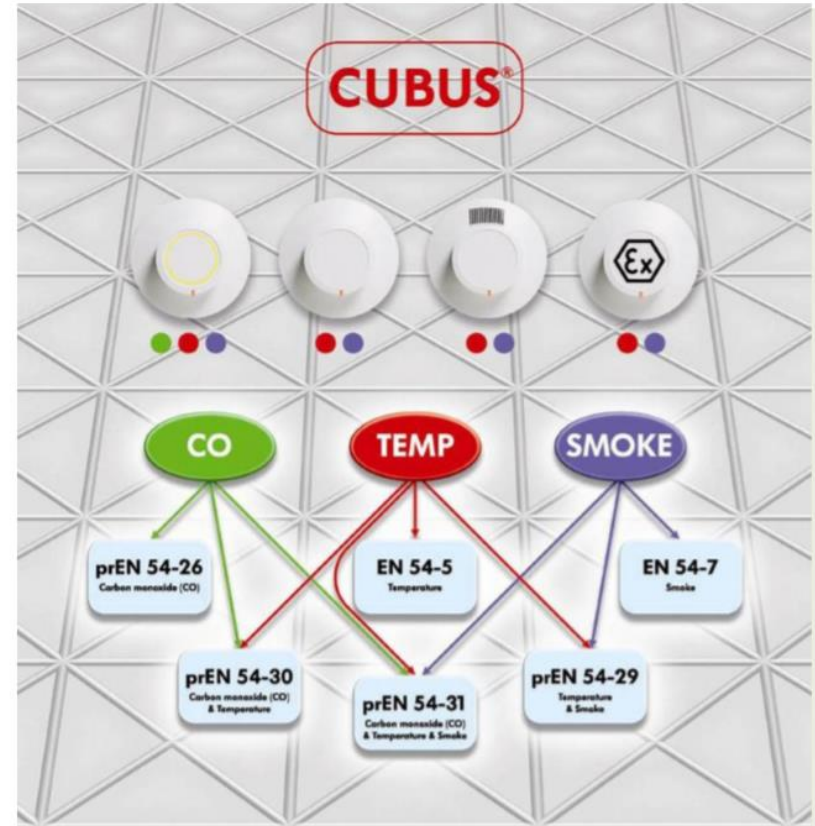 CUBUS®
Ex
CO
TEMP
SMOKE
prEN 54-26
Carbon monoxide (CO)
EN 54-5
Temperature
EN 54-7
Smoke
prEN 54-30
Carbon monoxide (CO)
& Temperature
prEN 54-31
Carbon monoxide (CO)
& Temperature & Smoke
prEN 54-29
Temperature
& Smoke